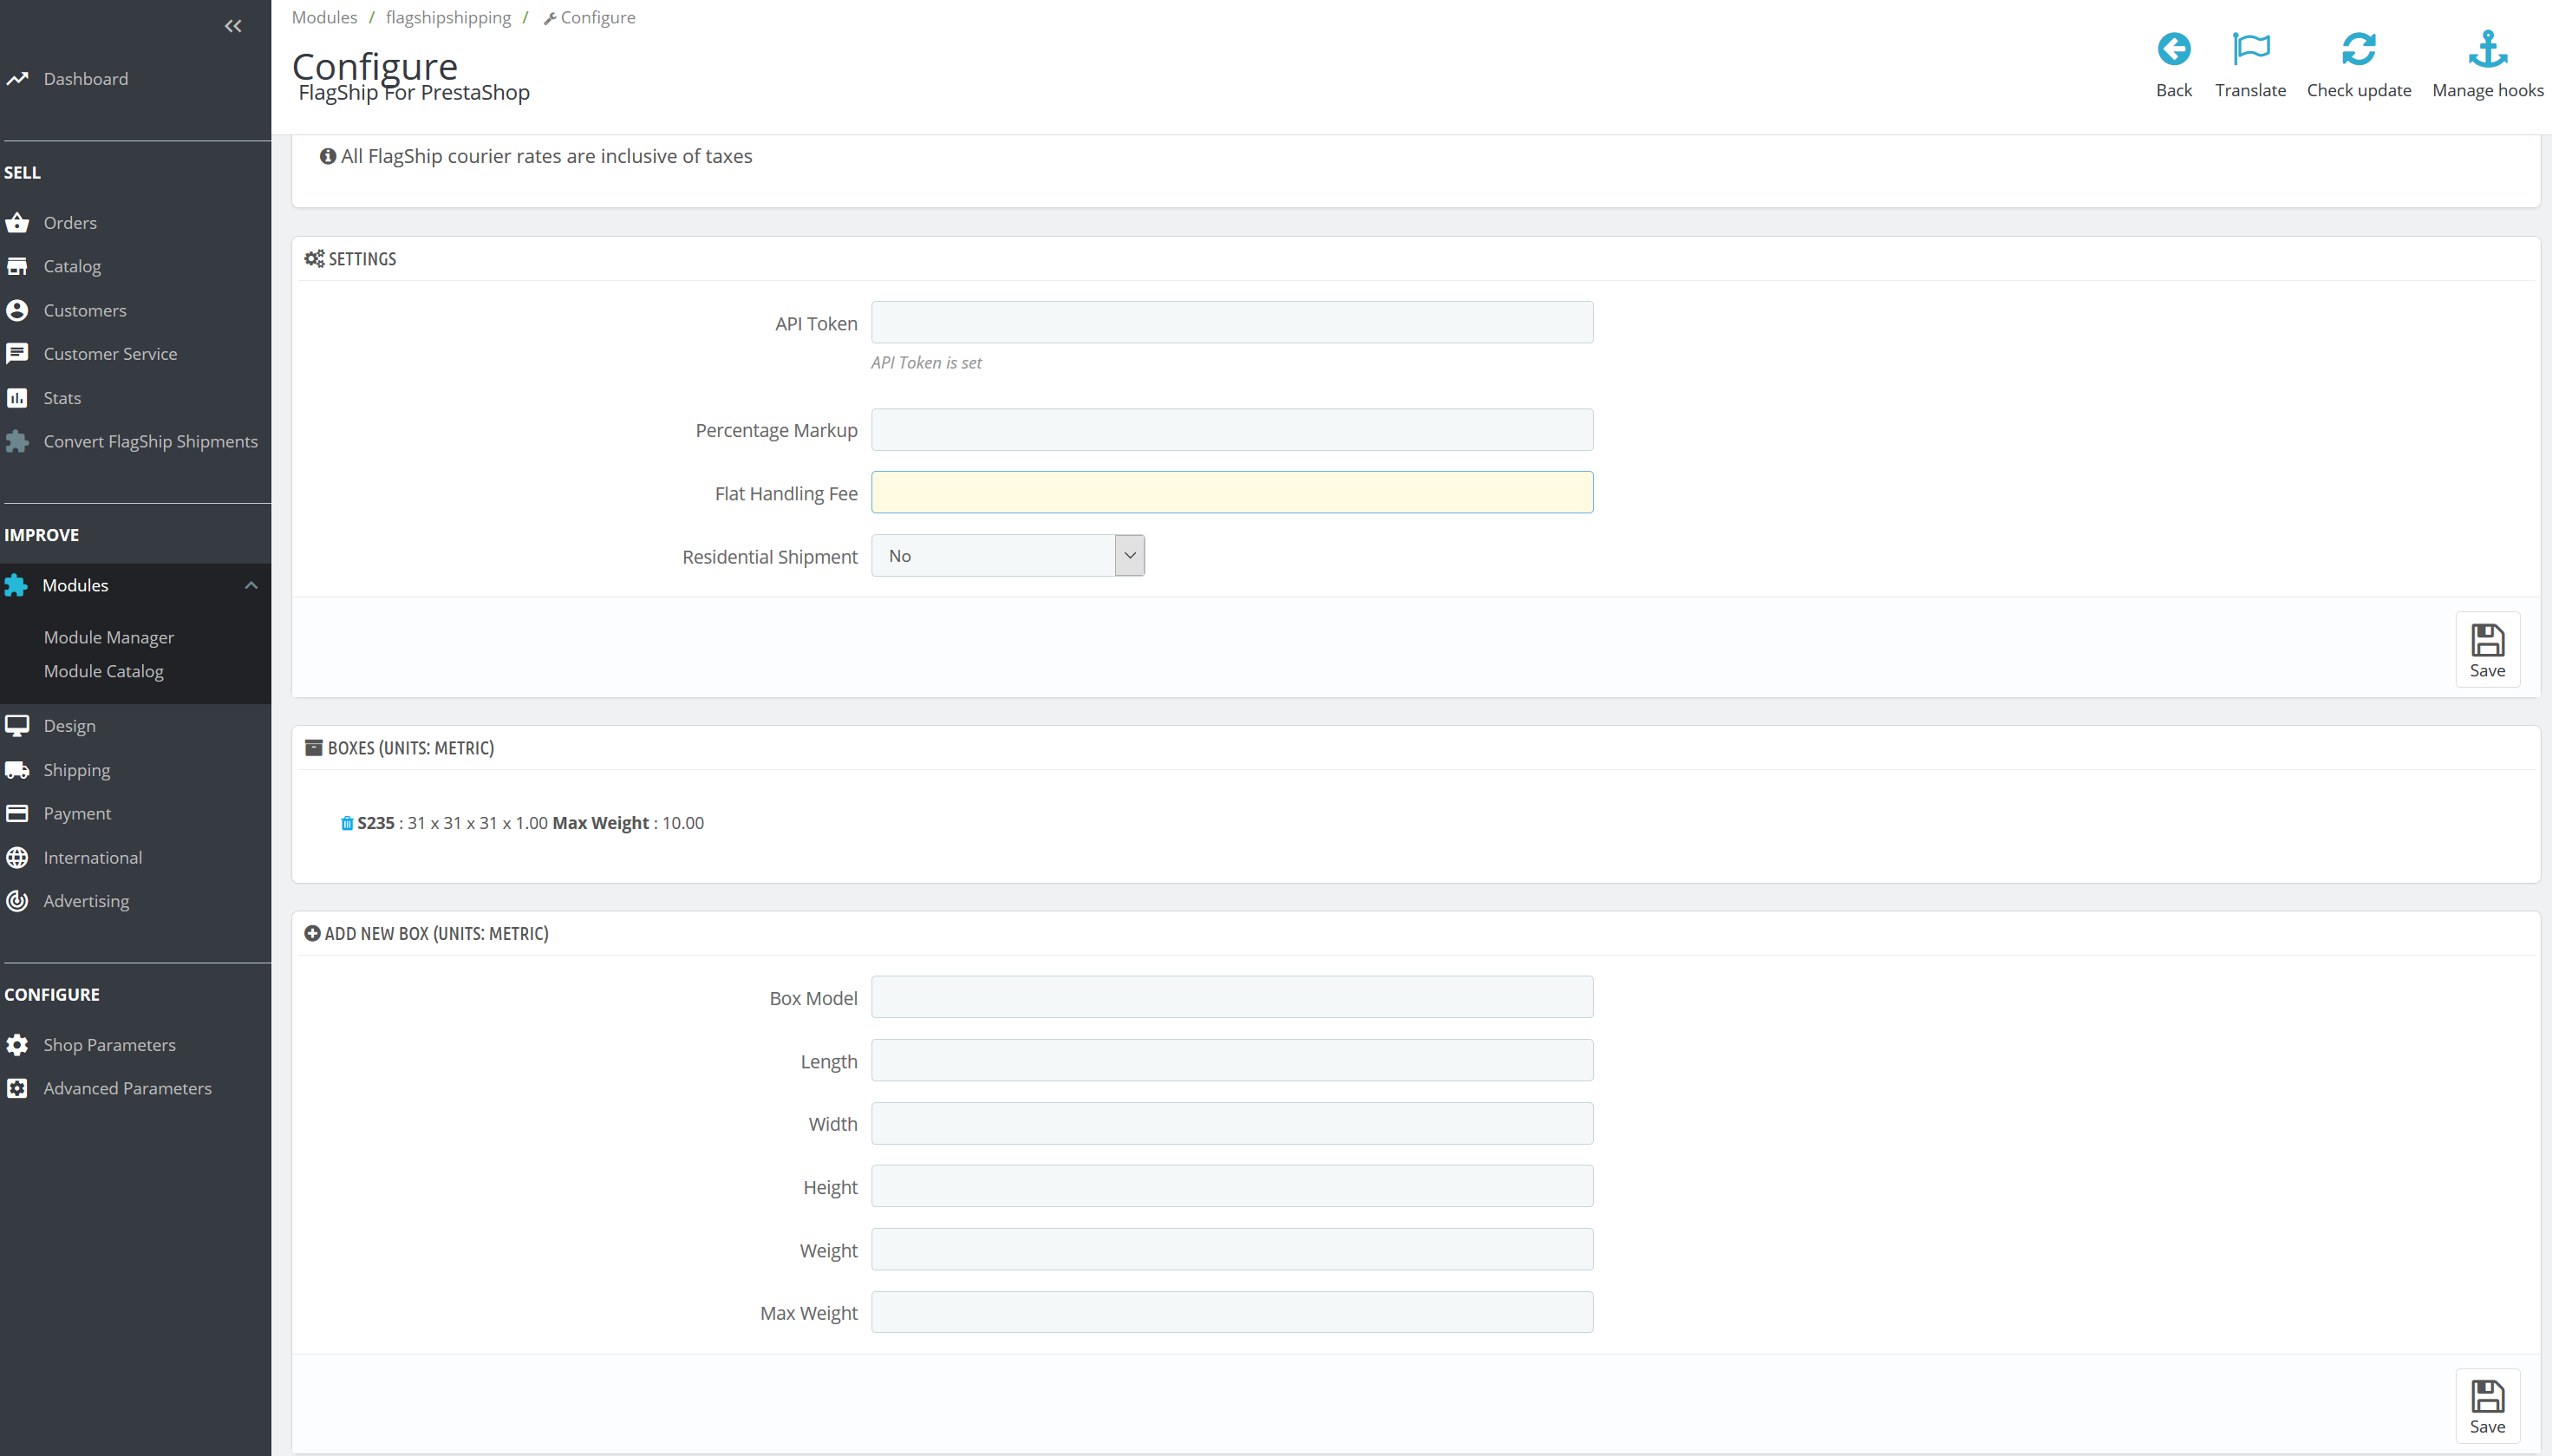 Dashboard
SELL
Orders
Catalog
Customers
Customer Service
Stats
Convert FlagShip Shipments
IMPROVE
Modules
Module Manager
Module Catalog
Design
Shipping
Payment
International
Advertising
CONFIGURE
Shop Parameters
Advanced Parameters
Modules / flagshipshipping / Configure
Configure
FlagShip For PrestaShop
Back
Translate
Check update
Manage hooks
All FlagShip courier rates are inclusive of taxes
SETTINGS
API Token
API Token is set
Percentage Markup
Flat Handling Fee
Residential Shipment No
Save
BOXES (UNITS: METRIC)
S235 : 31 x 31 x 31 x 1.00 Max Weight : 10.00
ADD NEW BOX (UNITS: METRIC)
Box Model
Length
Width
Height
Weight
Max Weight
Save